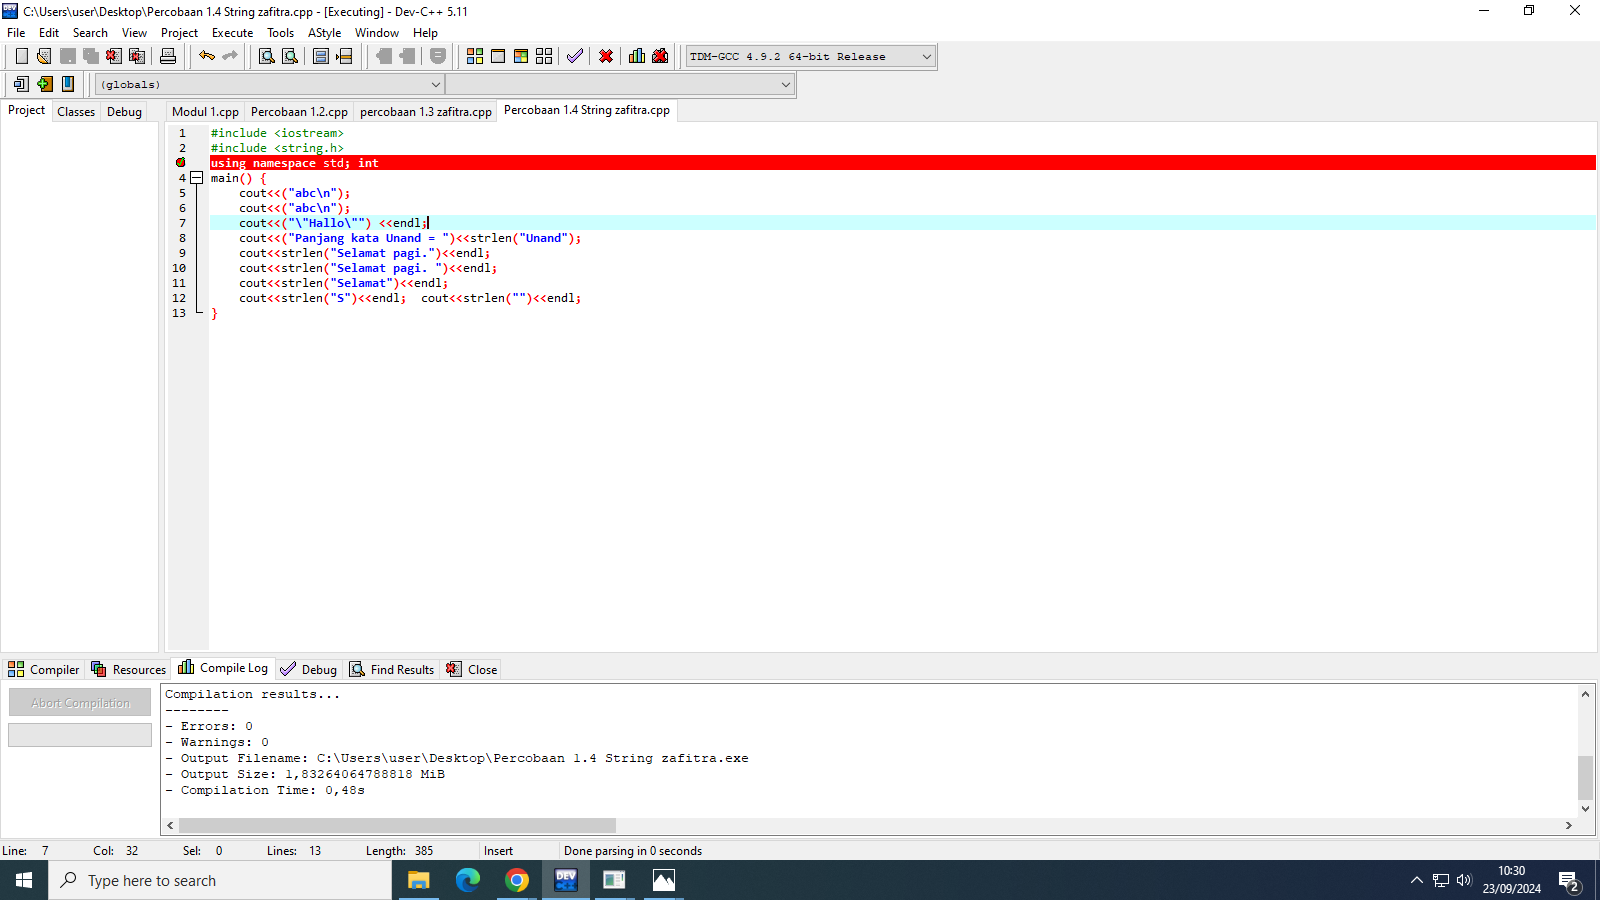 C:\Users\user\Desktop\Percobaan 1.4 String zafitra.cpp - [Executing] - Dev-C++ 5.11
File Edit Search View Project Execute Tools AStyle Window Help
TDM-GCC 4.9.2 64-bit Release
(globals)
Project Classes Debug Modul 1.cpp Percobaan 1.2.cpp percobaan 1.3 zafitra.cpp Percobaan 1.4 String zafitra.cpp
1 #include <iostream>
2 #include <string.h>
using namespace std; int
4 main() {
5 cout<<("abc\n");
6 cout<<("abc\n");
7 cout<<("\"Hallo\"") <<endl;
8 cout<<("Panjang kata Unand = ")<<strlen("Unand");
9 cout<<strlen("Selamat pagi.")<<endl;
10 cout<<strlen("Selamat pagi. ")<<endl;
11 cout<<strlen("Selamat")<<endl;
12 cout<<strlen("S")<<endl;  cout<<strlen("")<<endl;
13 }
Compiler Resources Compile Log Debug Find Results Close
Abort Compilation
Compilation results...
--------
- Errors: 0
- Warnings: 0
- Output Filename: C:\Users\user\Desktop\Percobaan 1.4 String zafitra.exe
- Output Size: 1,83264064788818 MiB
- Compilation Time: 0,48s
Line: 7 Col: 32 Sel: 0 Lines: 13 Length: 385 Insert Done parsing in 0 seconds
Type here to search
DEV
10:30
23/09/2024
2